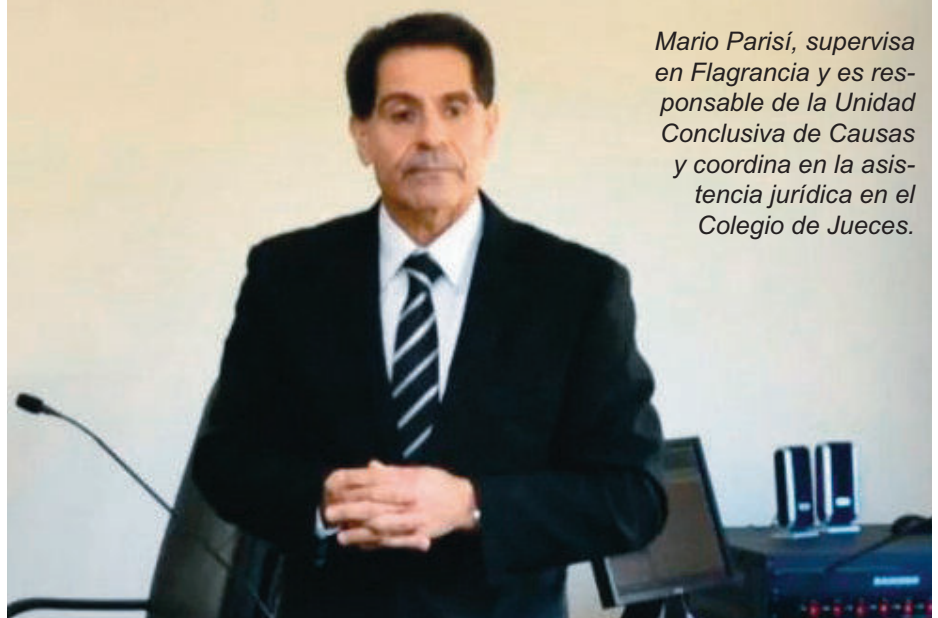 Mario Parisí, supervisa
en Flagrancia y es res-
ponsable de la Unidad
Conclusiva de Causas
y coordina en la asis-
tencia jurídica en el
Colegio de Jueces.